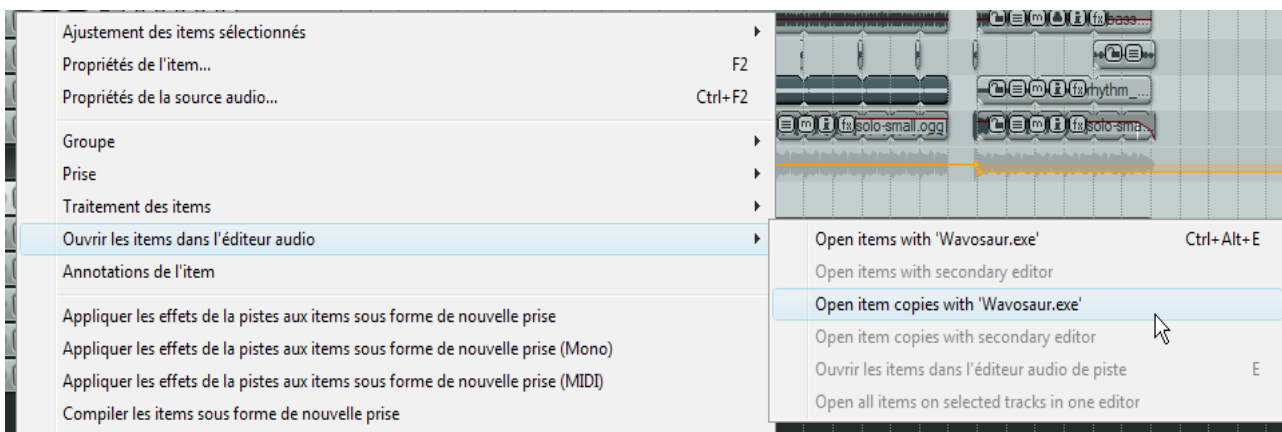 Ajustement des items sélectionnés
Propriétés de l'item... F2
Propriétés de la source audio... Ctrl+F2
Groupe
Prise
Traitement des items
Ouvrir les items dans l'éditeur audio
Annotations de l'item
Appliquer les effets de la pistes aux items sous forme de nouvelle prise
Appliquer les effets de la pistes aux items sous forme de nouvelle prise (Mono)
Appliquer les effets de la pistes aux items sous forme de nouvelle prise (MIDI)
Compiler les items sous forme de nouvelle prise
bass...
rhythm_...
solo-small.ogg
solo-sma...
Open items with 'Wavosaur.exe' Ctrl+Alt+E
Open items with secondary editor
Open item copies with 'Wavosaur.exe'
Open item copies with secondary editor
Ouvrir les items dans l'éditeur audio de piste E
Open all items on selected tracks in one editor